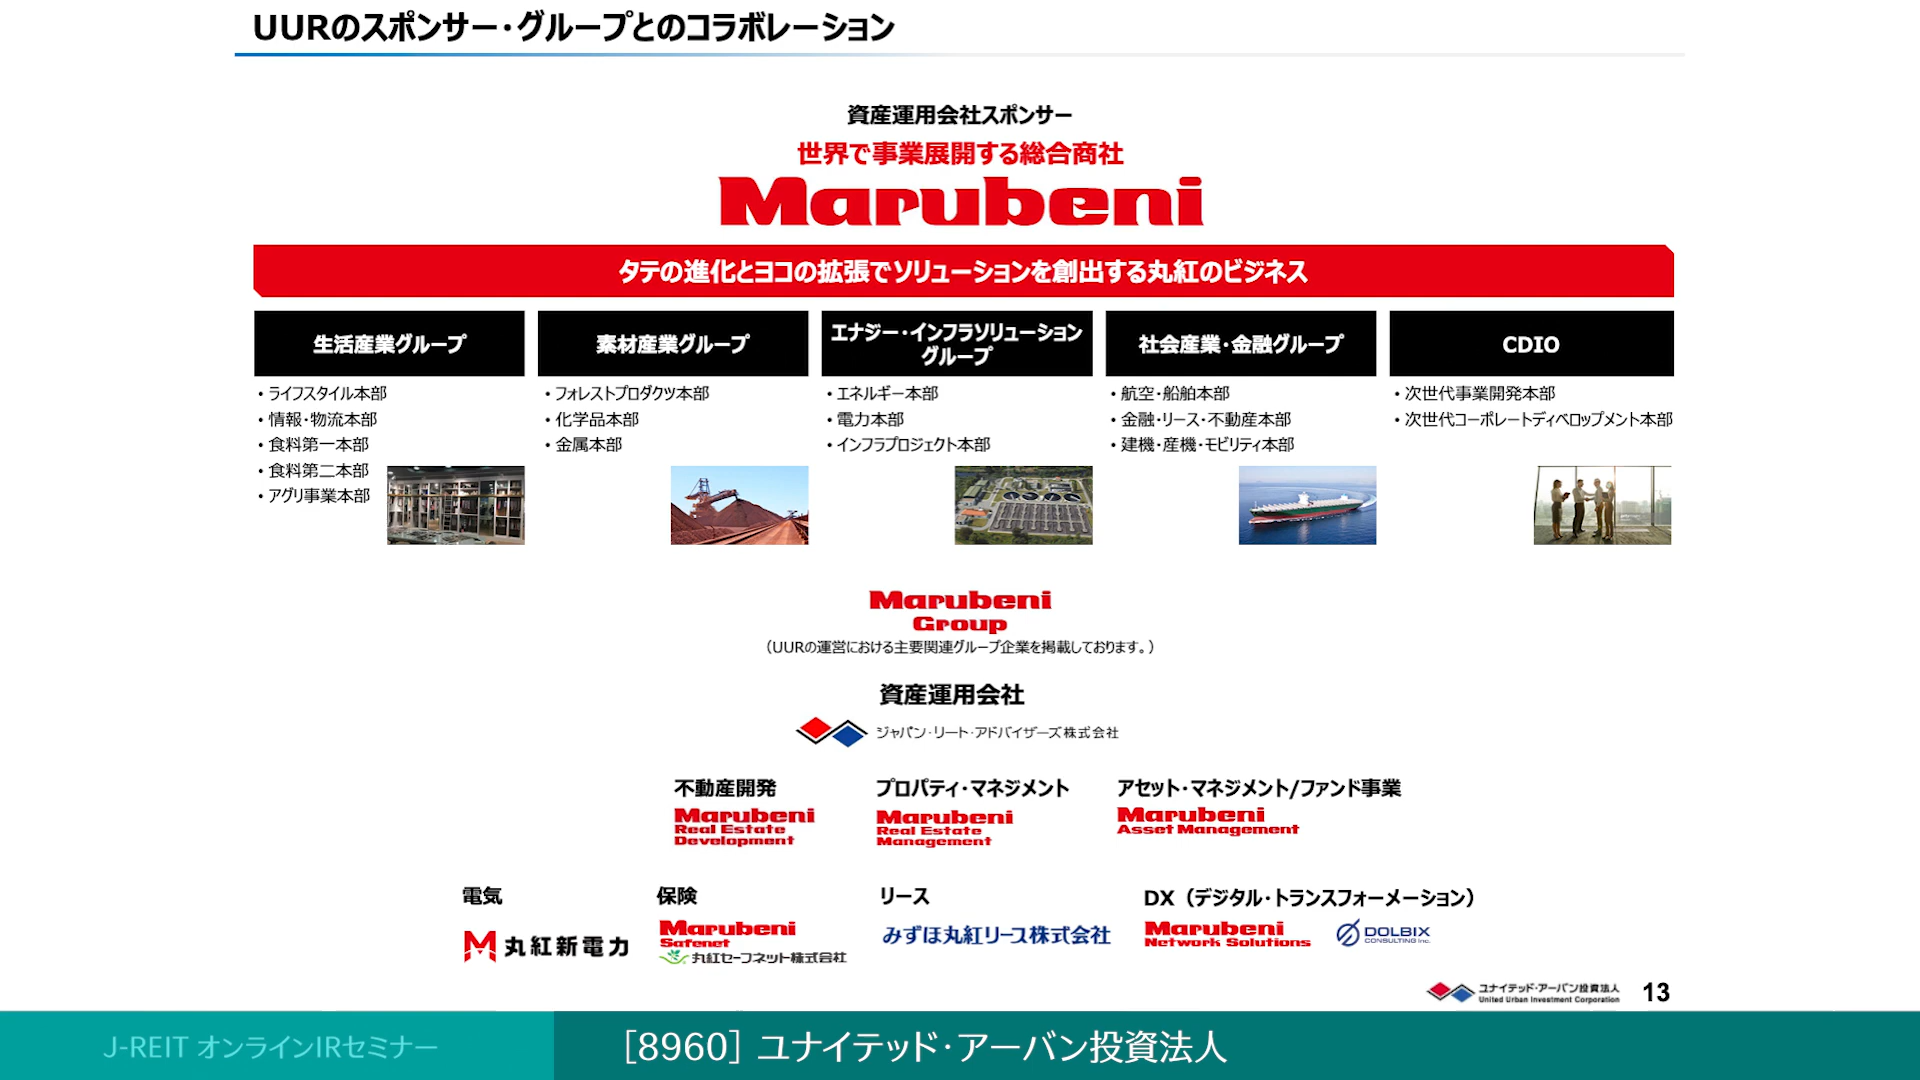 UURのスポンサー・グループとのコラボレーション
資産運用会社スポンサー
世界で事業展開する総合商社
Marubeni
タテの進化とヨコの拡張でソリューションを創出する丸紅のビジネス
生活産業グループ
・ライフスタイル本部
・情報・物流本部
・食料第一本部
・食料第二本部
・アグリ事業本部
素材産業グループ
・フォレストプロダクツ本部
・化学品本部
・金属本部
エナジー・インフラソリューション
グループ
・エネルギー本部
・電力本部
・インフラプロジェクト本部
社会産業・金融グループ
・航空・船舶本部
・金融・リース・不動産本部
・建機・産機・モビリティ本部
CDIO
・次世代事業開発本部
・次世代コーポレートディベロップメント本部
Marubeni
Group
（UURの運営における主要関連グループ企業を掲載しております。）
資産運用会社
ジャパン・リート・アドバイザーズ株式会社
不動産開発
Marubeni
Real Estate
Development
プロパティ・マネジメント
Marubeni
Real Estate
Management
アセット・マネジメント/ファンド事業
Marubeni
Asset Management
電気
丸紅新電力
保険
Marubeni
Safenet
丸紅セーフネット株式会社
リース
みずほ丸紅リース株式会社
DX（デジタル・トランスフォーメーション）
Marubeni
Network Solutions
DOLBIX
CONSULTING Inc.
ユナイテッド・アーバン投資法人
United Urban Investment Corporation
13
J-REIT オンラインIRセミナー
［8960］ユナイテッド・アーバン投資法人